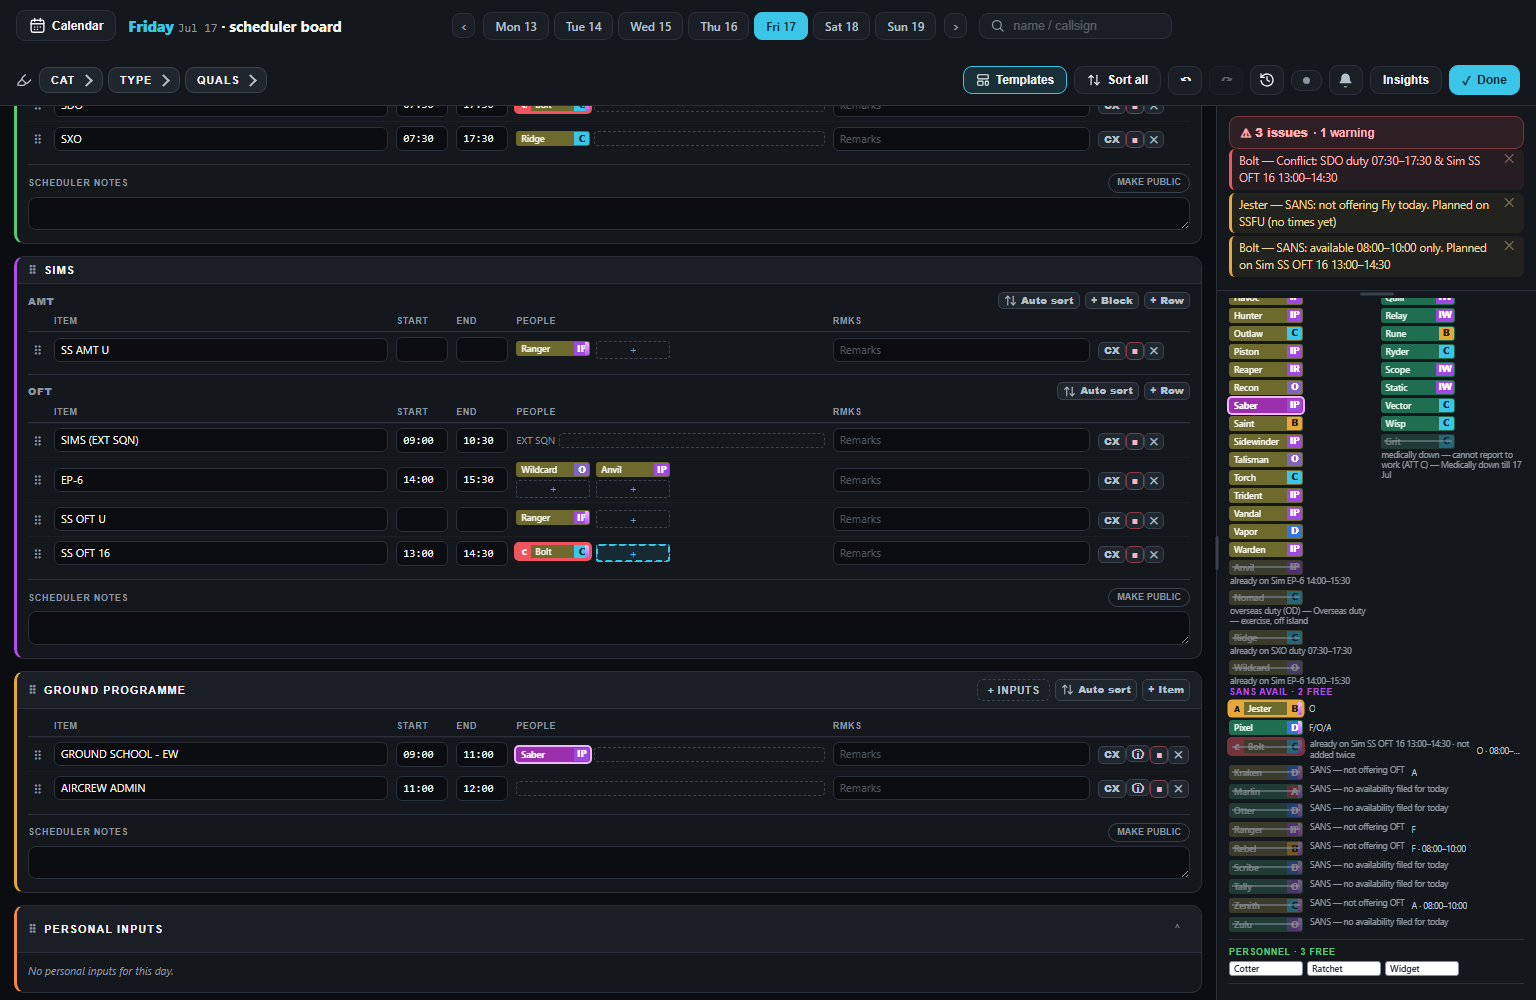 Calendar
Friday Jul 17 · scheduler board
‹ Mon 13 Tue 14 Wed 15 Thu 16 Fri 17 Sat 18 Sun 19 ›
name / callsign
CAT TYPE QUALS
Templates Sort all Insights ✓ Done
SDO 07:30 17:30 C Bolt C Remarks CX
SXO 07:30 17:30 Ridge C Remarks CX
SCHEDULER NOTES MAKE PUBLIC
SIMS
AMT Auto sort + Block + Row
ITEM START END PEOPLE RMKS
SS AMT U Ranger IP + Remarks CX
OFT Auto sort + Row
ITEM START END PEOPLE RMKS
SIMS (EXT SQN) 09:00 10:30 EXT SQN Remarks CX
EP-6 14:00 15:30 Wildcard O Anvil IP + + Remarks CX
SS OFT U Ranger IP + Remarks CX
SS OFT 16 13:00 14:30 C Bolt C + Remarks CX
SCHEDULER NOTES MAKE PUBLIC
GROUND PROGRAMME + INPUTS Auto sort + Item
ITEM START END PEOPLE RMKS
GROUND SCHOOL - EW 09:00 11:00 Saber IP Remarks CX
AIRCREW ADMIN 11:00 12:00 Remarks CX
SCHEDULER NOTES MAKE PUBLIC
PERSONAL INPUTS
No personal inputs for this day.
⚠ 3 issues · 1 warning
Bolt — Conflict: SDO duty 07:30–17:30 & Sim SS
OFT 16 13:00–14:30
Jester — SANS: not offering Fly today. Planned on
SSFU (no times yet)
Bolt — SANS: available 08:00–10:00 only. Planned
on Sim SS OFT 16 13:00–14:30
Havoc IP
Hunter IP
Outlaw C
Piston IP
Reaper IR
Recon O
Saber IP
Saint B
Sidewinder IP
Talisman O
Torch C
Trident IP
Vandal IP
Vapor D
Warden IP
Anvil IP
already on Sim EP-6 14:00–15:30
Nomad C
overseas duty (OD) — Overseas duty
— exercise, off island
Ridge C
already on SXO duty 07:30–17:30
Wildcard O
already on Sim EP-6 14:00–15:30
Quill IW
Relay IW
Rune B
Ryder C
Scope IW
Static IW
Vector C
Wisp C
Grit C
medically down — cannot report to
work (ATT C) — Medically down till 17
Jul
SANS AVAIL · 2 FREE
A Jester B O
Pixel D F/O/A
C Bolt C already on Sim SS OFT 16 13:00–14:30 · not
added twice O · 08:00–...
Kraken D SANS — not offering OFT A
Marlin A SANS — no availability filed for today
Otter D SANS — no availability filed for today
Ranger IP SANS — not offering OFT F
Rebel B SANS — not offering OFT F · 08:00–10:00
Scribe D SANS — no availability filed for today
Tally O SANS — no availability filed for today
Zenith C SANS — not offering OFT A · 08:00–10:00
Zulu O SANS — no availability filed for today
PERSONNEL · 3 FREE
Cotter Ratchet Widget